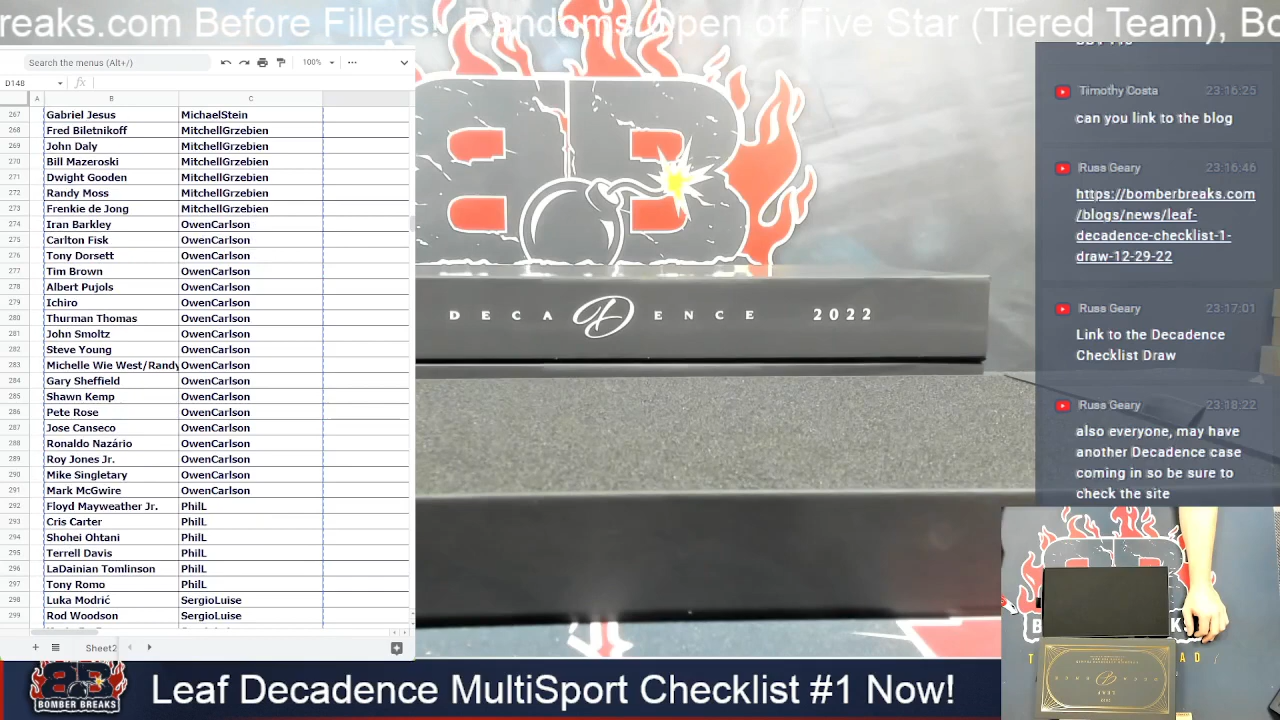 reaks.com Before Fillers! Randoms Open of Five Star (Tiered Team), Bo
Search the menus (Alt+/)
100%
D148
fx
A B C
267 Gabriel Jesus MichaelStein
268 Fred Biletnikoff MitchellGrzebien
269 John Daly MitchellGrzebien
270 Bill Mazeroski MitchellGrzebien
271 Dwight Gooden MitchellGrzebien
272 Randy Moss MitchellGrzebien
273 Frenkie de Jong MitchellGrzebien
274 Iran Barkley OwenCarlson
275 Carlton Fisk OwenCarlson
276 Tony Dorsett OwenCarlson
277 Tim Brown OwenCarlson
278 Albert Pujols OwenCarlson
279 Ichiro OwenCarlson
280 Thurman Thomas OwenCarlson
281 John Smoltz OwenCarlson
282 Steve Young OwenCarlson
283 Michelle Wie West/Randy OwenCarlson
284 Gary Sheffield OwenCarlson
285 Shawn Kemp OwenCarlson
286 Pete Rose OwenCarlson
287 Jose Canseco OwenCarlson
288 Ronaldo Nazário OwenCarlson
289 Roy Jones Jr. OwenCarlson
290 Mike Singletary OwenCarlson
291 Mark McGwire OwenCarlson
292 Floyd Mayweather Jr. PhilL
293 Cris Carter PhilL
294 Shohei Ohtani PhilL
295 Terrell Davis PhilL
296 LaDainian Tomlinson PhilL
297 Tony Romo PhilL
298 Luka Modrić SergioLuise
299 Rod Woodson SergioLuise
Sheet2
DECADENCE 2022
Timothy Costa 23:16:25
can you link to the blog
Russ Geary 23:16:46
https://bomberbreaks.com
/blogs/news/leaf-
decadence-checklist-1-
draw-12-29-22
Russ Geary 23:17:01
Link to the Decadence
Checklist Draw
Russ Geary 23:18:22
also everyone, may have
another Decadence case
coming in so be sure to
check the site
BOMBER BREAKS
Leaf Decadence MultiSport Checklist #1 Now!
DECADENCE
LEAF